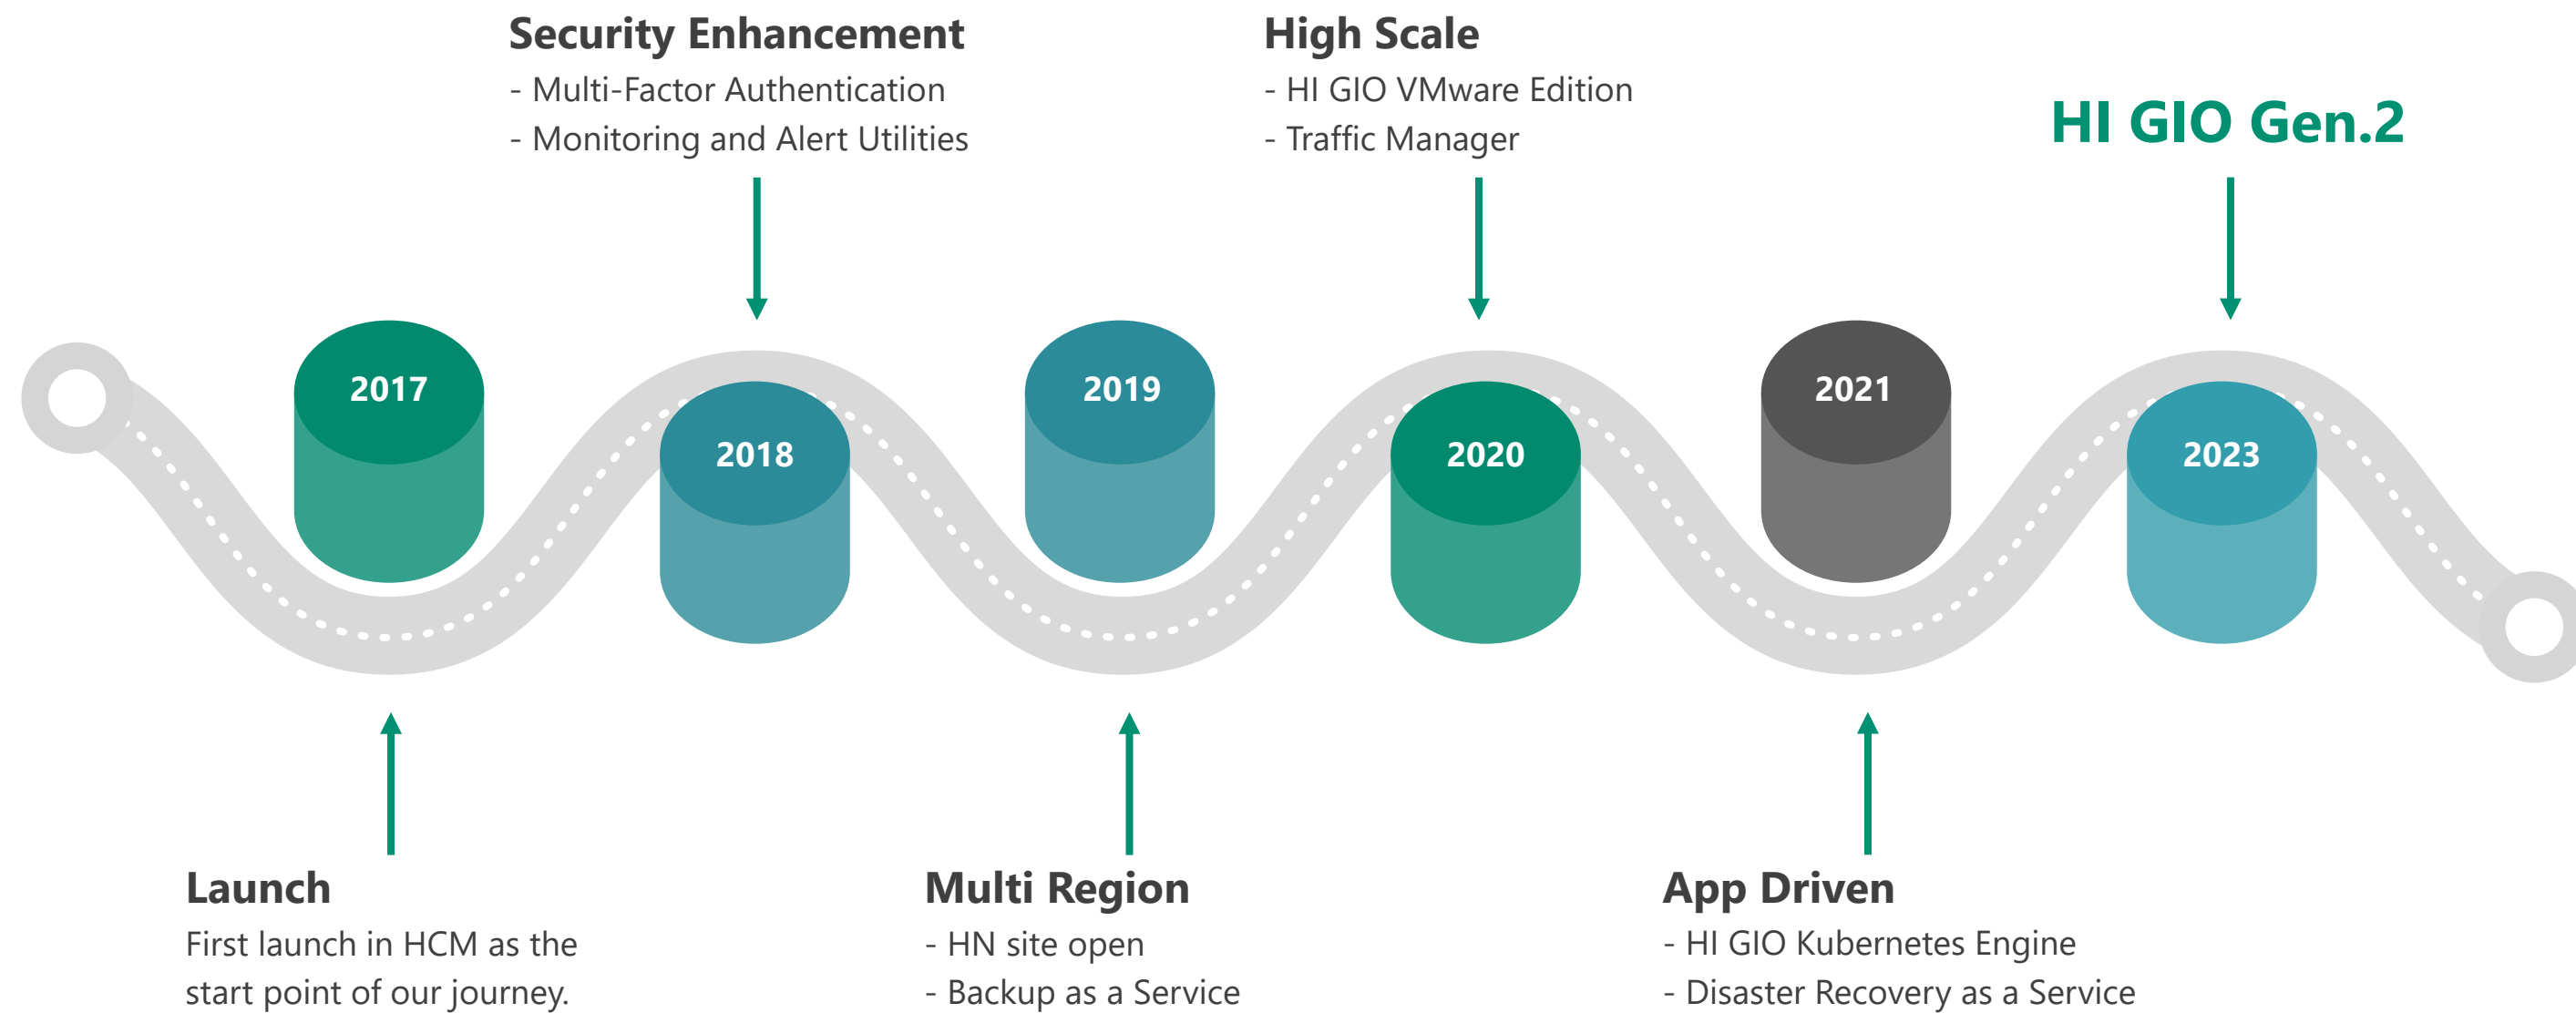 Security Enhancement
- Multi-Factor Authentication
- Monitoring and Alert Utilities
High Scale
- HI GIO VMware Edition
- Traffic Manager
HI GIO Gen.2
2017
2018
2019
2020
2021
2023
Launch
First launch in HCM as the
start point of our journey.
Multi Region
- HN site open
- Backup as a Service
App Driven
- HI GIO Kubernetes Engine
- Disaster Recovery as a Service